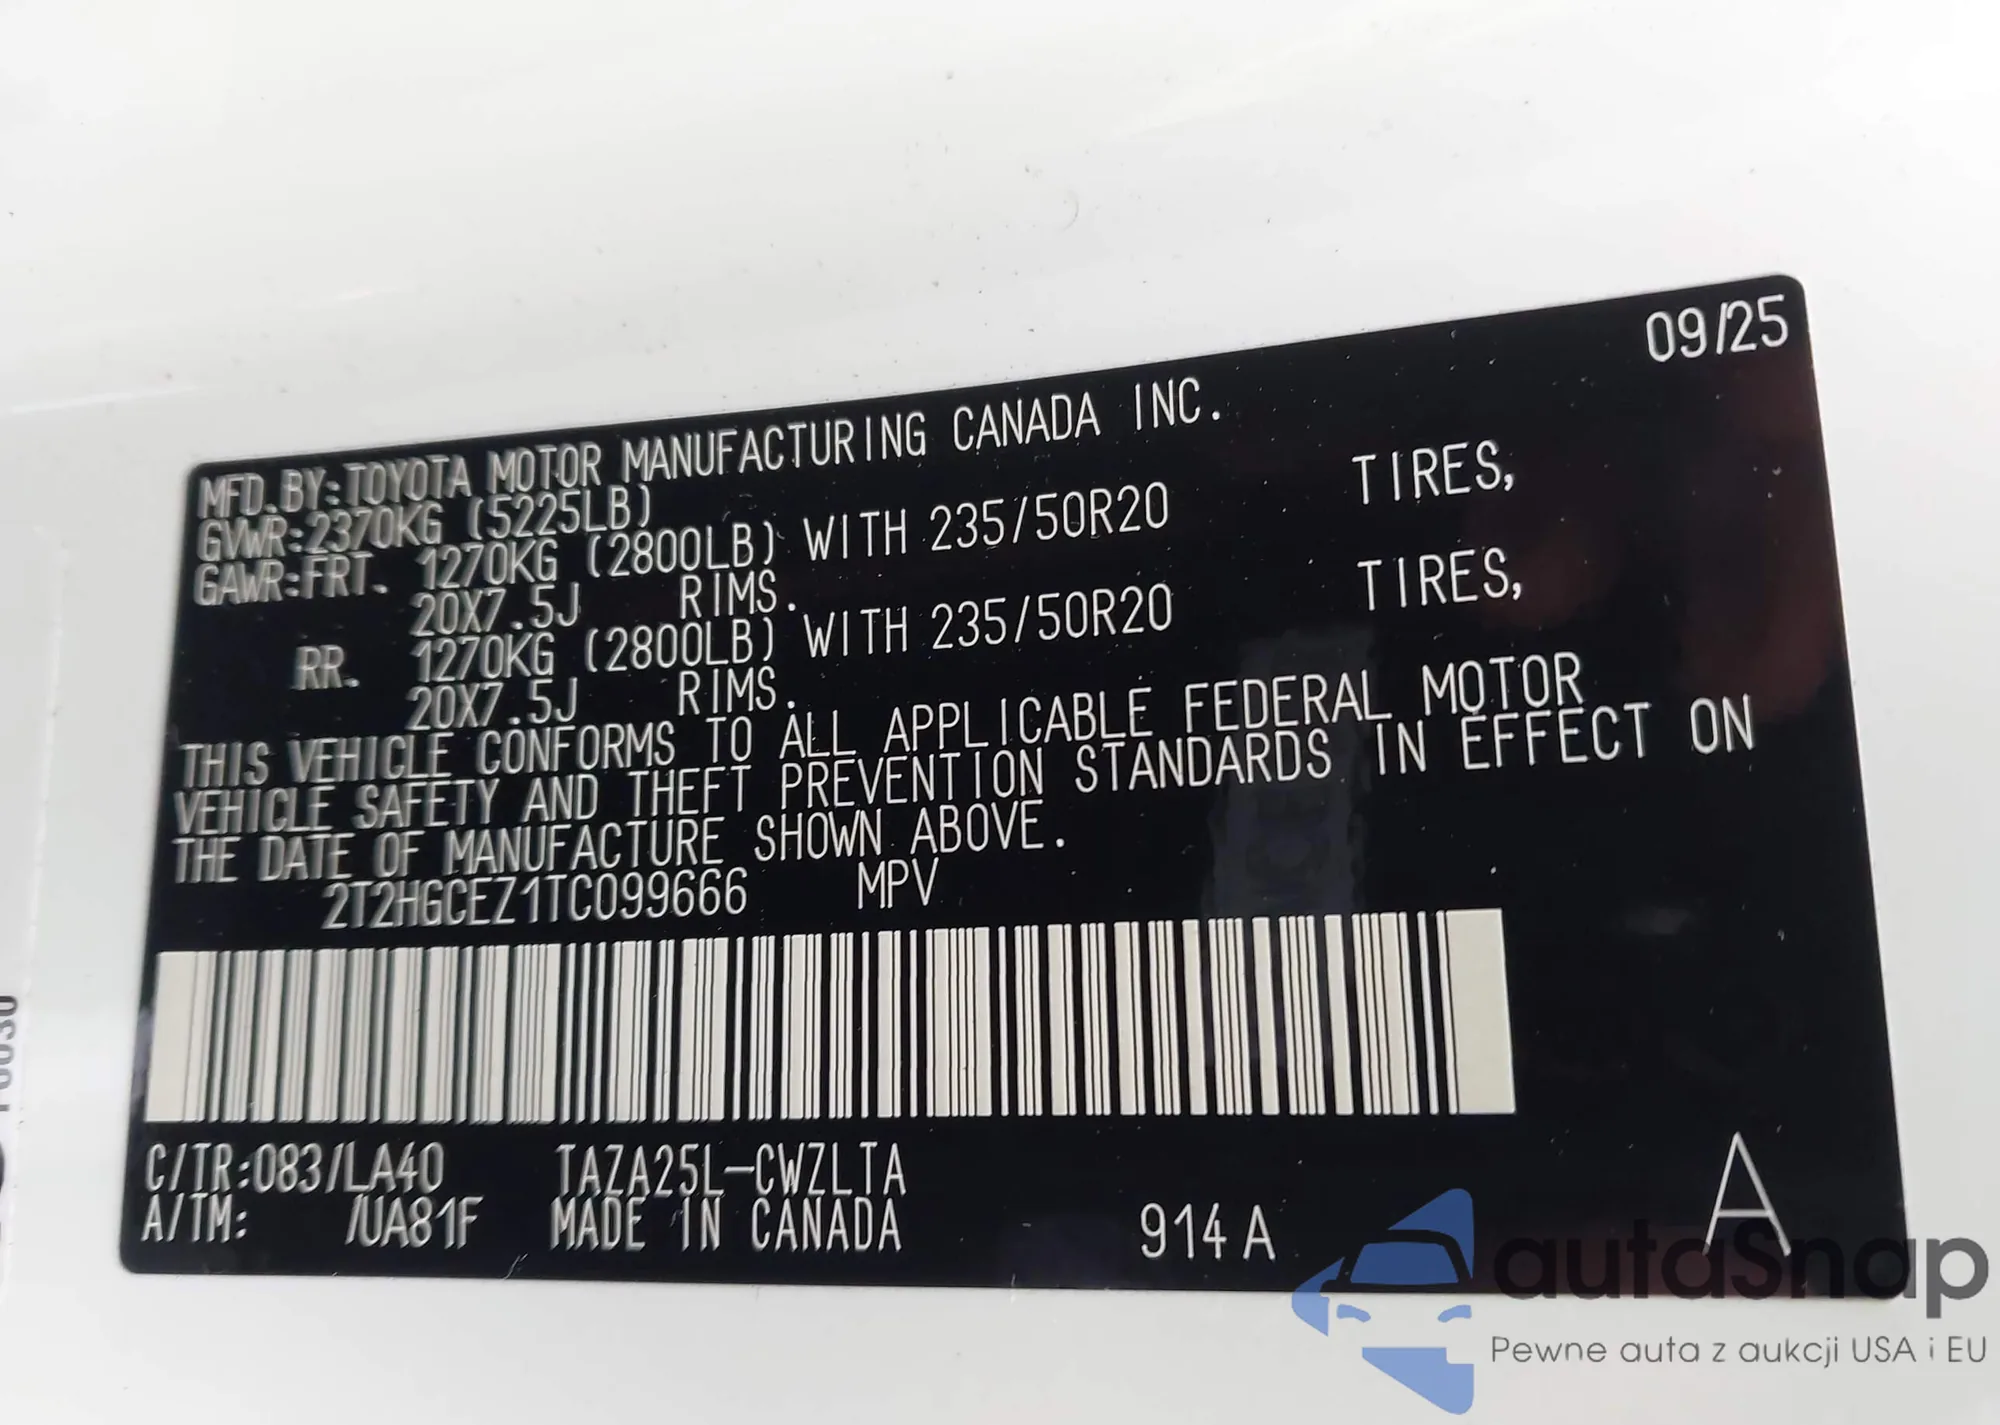 09/25
MFD.BY:TOYOTA MOTOR MANUFACTURING CANADA INC.
GVWR:2370KG (5225LB)
GAWR:FRT. 1270KG (2800LB) WITH 235/50R20 TIRES,
20X7.5J RIMS.
RR. 1270KG (2800LB) WITH 235/50R20 TIRES,
20X7.5J RIMS.
THIS VEHICLE CONFORMS TO ALL APPLICABLE FEDERAL MOTOR
VEHICLE SAFETY AND THEFT PREVENTION STANDARDS IN EFFECT ON
THE DATE OF MANUFACTURE SHOWN ABOVE.
2T2HGCEZ1TC099666 MPV
C/TR:083/LA40 TAZA25L-CWZLTA
A/TM: /UA81F MADE IN CANADA 914A A
autaSnap
Pewne auta z aukcji USA i EU